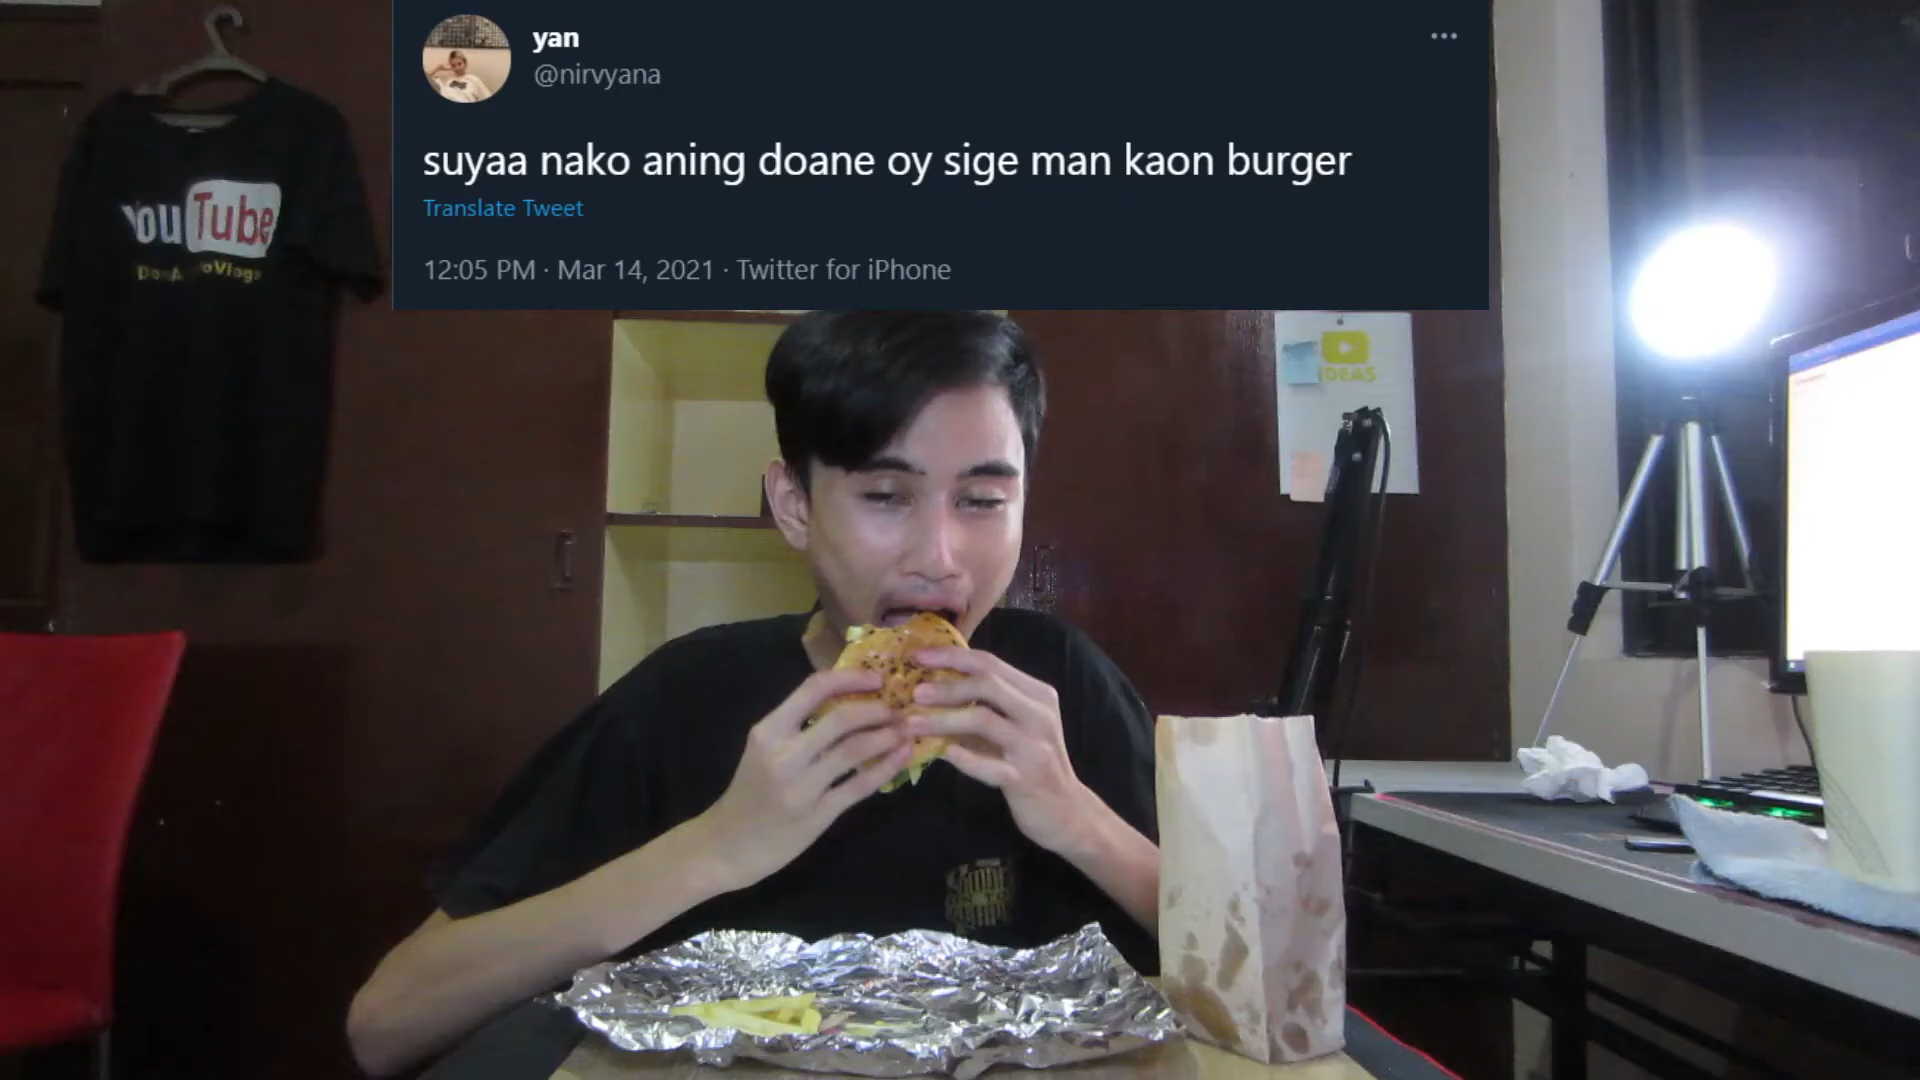 yan
@nirvyana
suyaa nako aning doane oy sige man kaon burger
Translate Tweet
12:05 PM · Mar 14, 2021 · Twitter for iPhone
YouTube
IDEAS